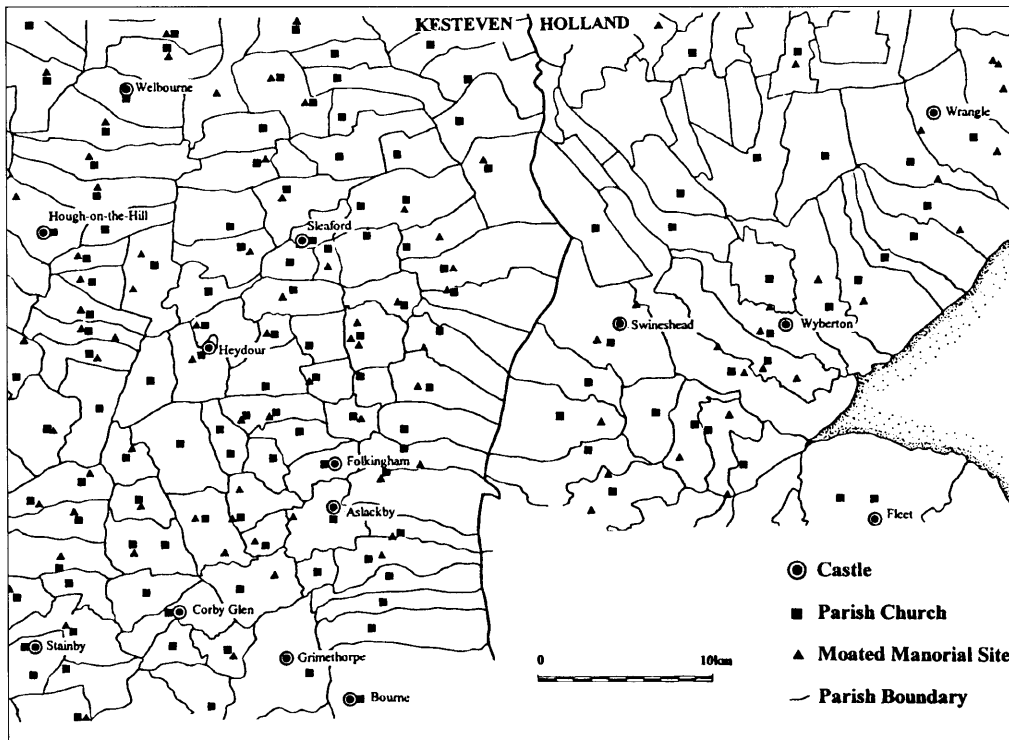 KESTEVEN HOLLAND
Welbourne
Wrangle
Hough-on-the-Hill
Sleaford
Swineshead
Wyberton
Heydour
Folkingham
Aslackby
Fleet
Castle
Corby Glen
Parish Church
Stainby
Grimethorpe
0 10km
Moated Manorial Site
Bourne
Parish Boundary